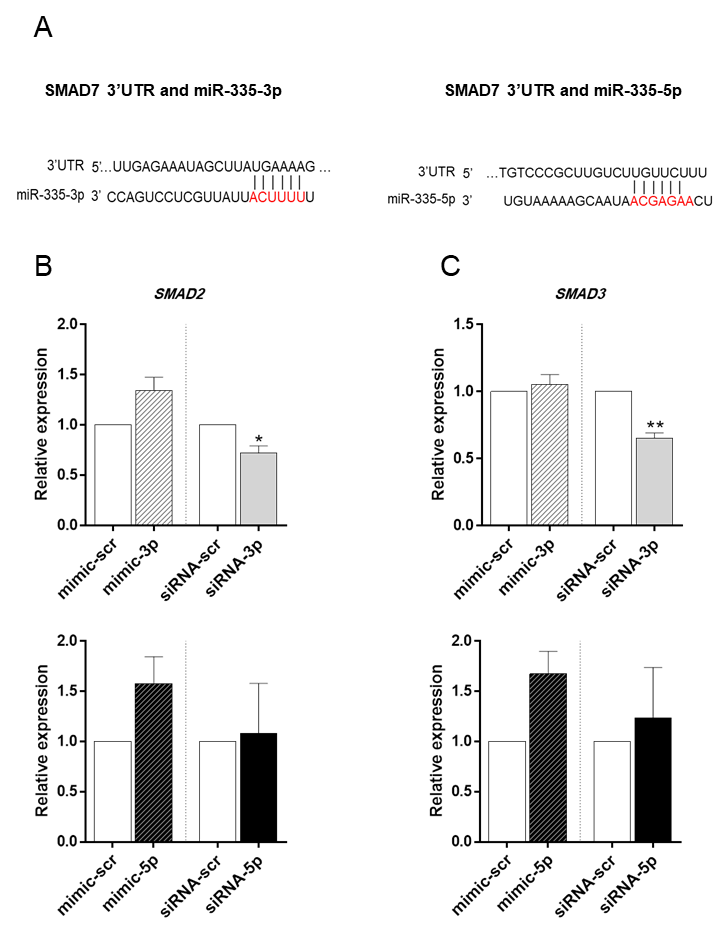 A
SMAD7 3'UTR and miR-335-3p
SMAD7 3'UTR and miR-335-5p
3'UTR 5'...UUGAGAAAUAGCUUAUGAAAAG ...
miR-335-3p 3' CCAGUCCUCGUUAUUACUUUUU
3'UTR 5' ...TGTCCCGCUUGUCUUGUUCUUU
miR-335-5p 3' UGUAAAAAGCAAUAACGAGAACU
B
SMAD2
Relative expression
2.0
1.5
1.0
0.5
0.0
*
mimic-scr
mimic-3p
siRNA-scr
siRNA-3p
C
SMAD3
Relative expression
1.5
1.0
0.5
0.0
**
mimic-scr
mimic-3p
siRNA-scr
siRNA-3p
Relative expression
2.0
1.5
1.0
0.5
0.0
mimic-scr
mimic-5p
siRNA-scr
siRNA-5p
Relative expression
2.0
1.5
1.0
0.5
0.0
mimic-scr
mimic-5p
siRNA-scr
siRNA-5p